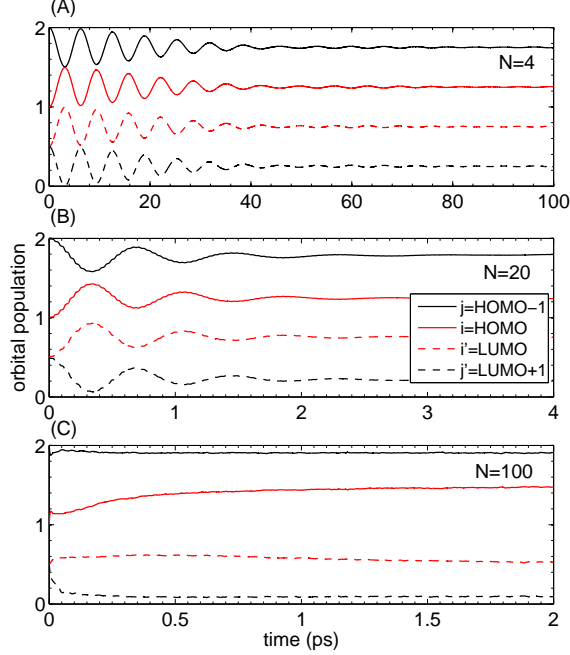 (A)
2
1
0
0
20
40
60
80
100
N=4
(B)
2
1
0
0
1
2
3
4
N=20
j=HOMO−1
i=HOMO
i'=LUMO
j'=LUMO+1
orbital population
(C)
2
1
0
0
0.5
1
1.5
2
N=100
time (ps)